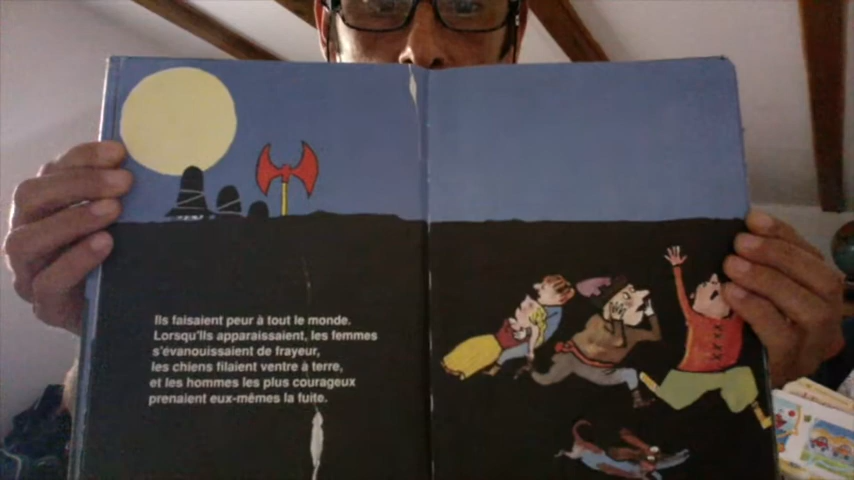 Ils faisaient peur à tout le monde.
Lorsqu'ils apparaissaient, les femmes
s'évanouissaient de frayeur,
les chiens filaient ventre à terre,
et les hommes les plus courageux
prenaient eux-mêmes la fuite.